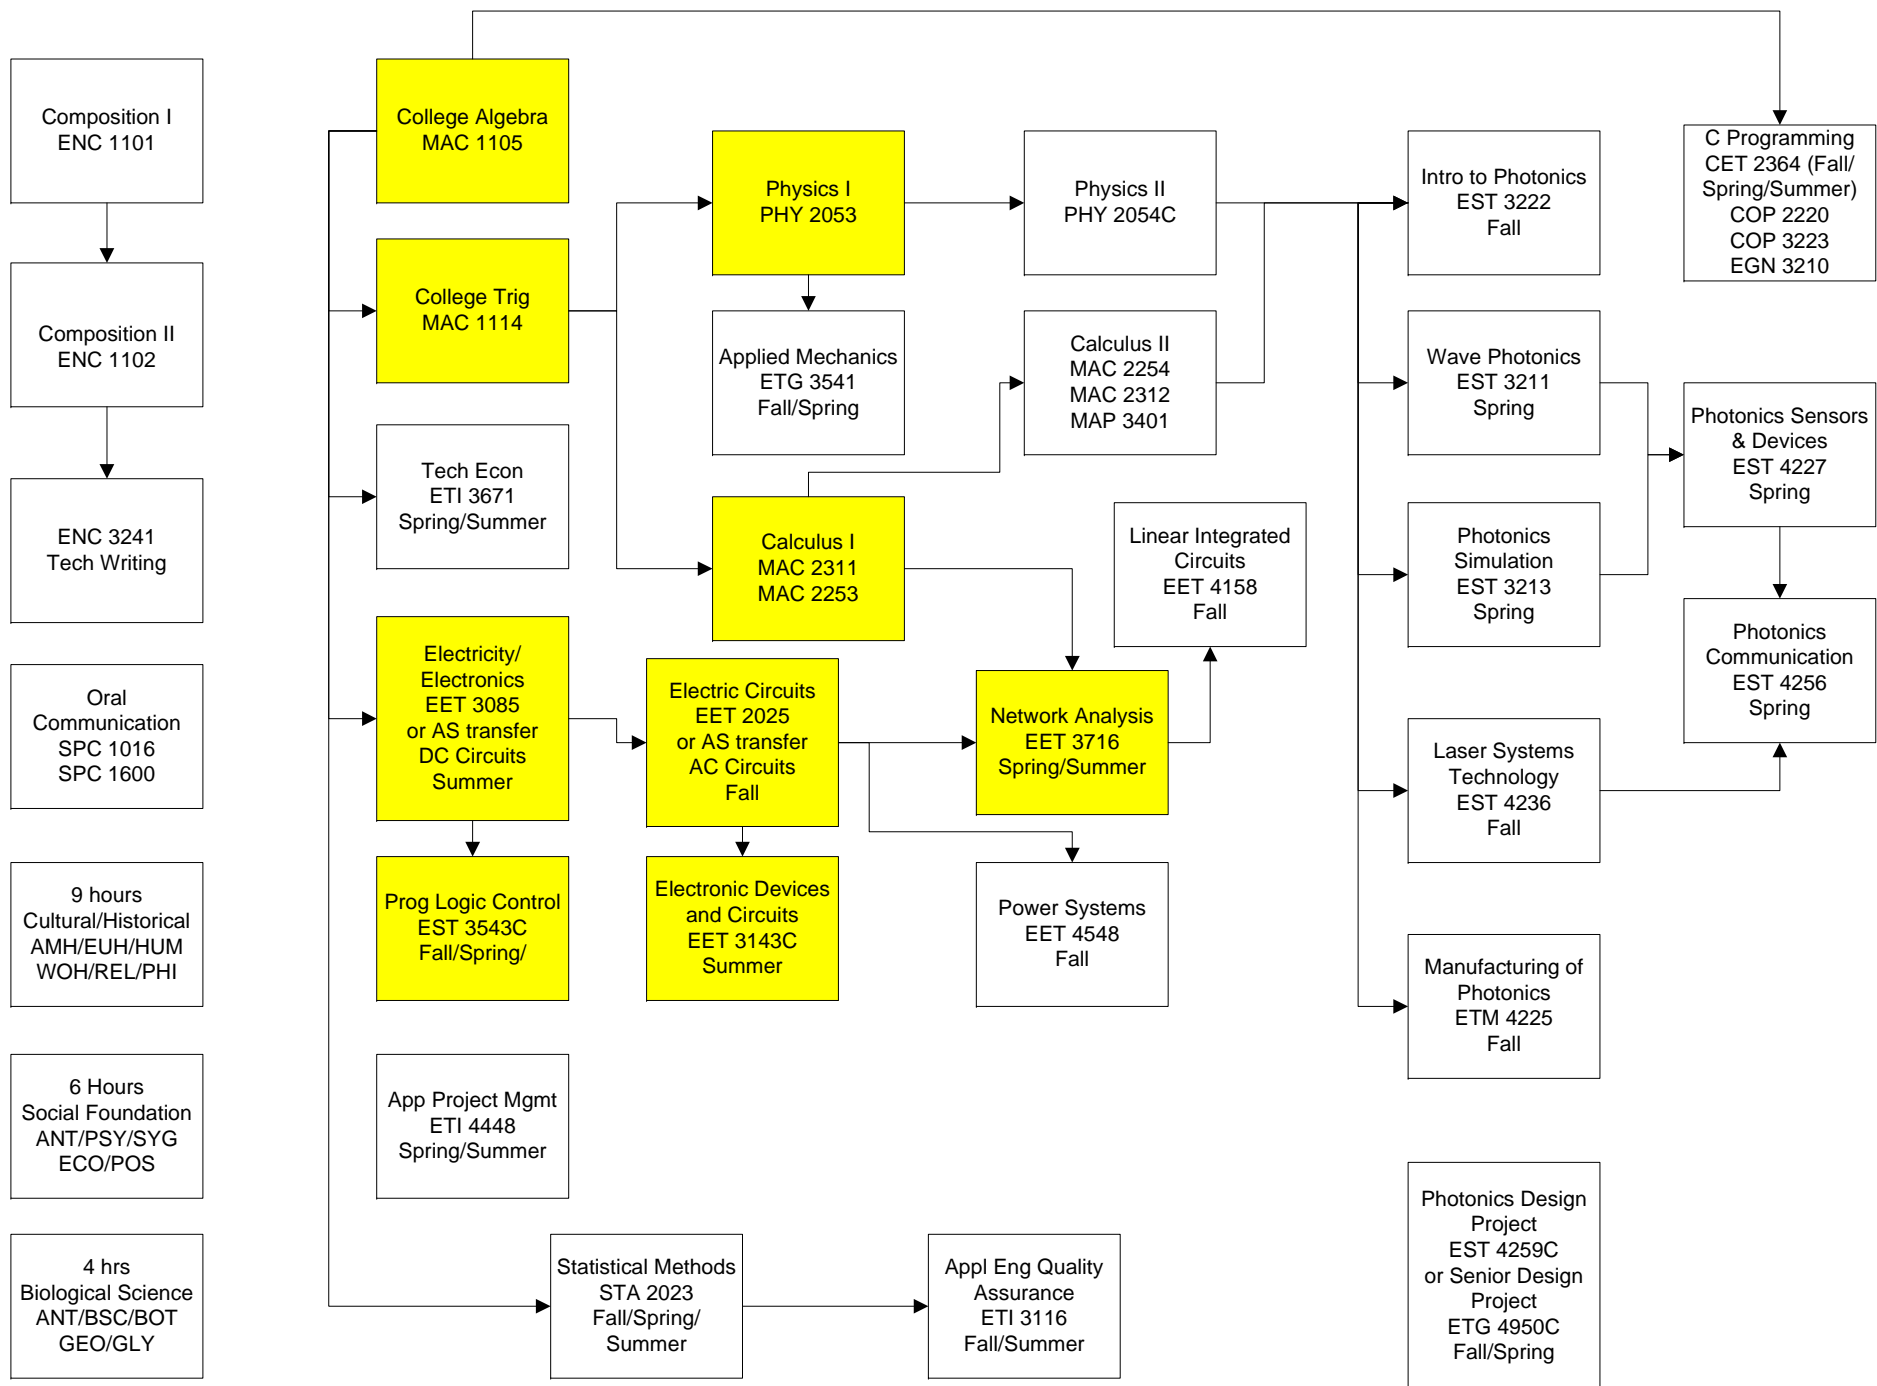 Composition I
ENC 1101
Composition II
ENC 1102
ENC 3241
Tech Writing
Oral
Communication
SPC 1016
SPC 1600
9 hours
Cultural/Historical
AMH/EUH/HUM
WOH/REL/PHI
6 Hours
Social Foundation
ANT/PSY/SYG
ECO/POS
4 hrs
Biological Science
ANT/BSC/BOT
GEO/GLY
College Algebra
MAC 1105
College Trig
MAC 1114
Tech Econ
ETI 3671
Spring/Summer
Electricity/
Electronics
EET 3085
or AS transfer
DC Circuits
Summer
Prog Logic Control
EST 3543C
Fall/Spring/
App Project Mgmt
ETI 4448
Spring/Summer
Statistical Methods
STA 2023
Fall/Spring/
Summer
Physics I
PHY 2053
Applied Mechanics
ETG 3541
Fall/Spring
Calculus I
MAC 2311
MAC 2253
Electric Circuits
EET 2025
or AS transfer
AC Circuits
Fall
Electronic Devices
and Circuits
EET 3143C
Summer
Physics II
PHY 2054C
Calculus II
MAC 2254
MAC 2312
MAP 3401
Linear Integrated
Circuits
EET 4158
Fall
Network Analysis
EET 3716
Spring/Summer
Power Systems
EET 4548
Fall
Appl Eng Quality
Assurance
ETI 3116
Fall/Summer
Intro to Photonics
EST 3222
Fall
Wave Photonics
EST 3211
Spring
Photonics
Simulation
EST 3213
Spring
Laser Systems
Technology
EST 4236
Fall
Manufacturing of
Photonics
ETM 4225
Fall
Photonics Design
Project
EST 4259C
or Senior Design
Project
ETG 4950C
Fall/Spring
C Programming
CET 2364 (Fall/
Spring/Summer)
COP 2220
COP 3223
EGN 3210
Photonics Sensors
& Devices
EST 4227
Spring
Photonics
Communication
EST 4256
Spring